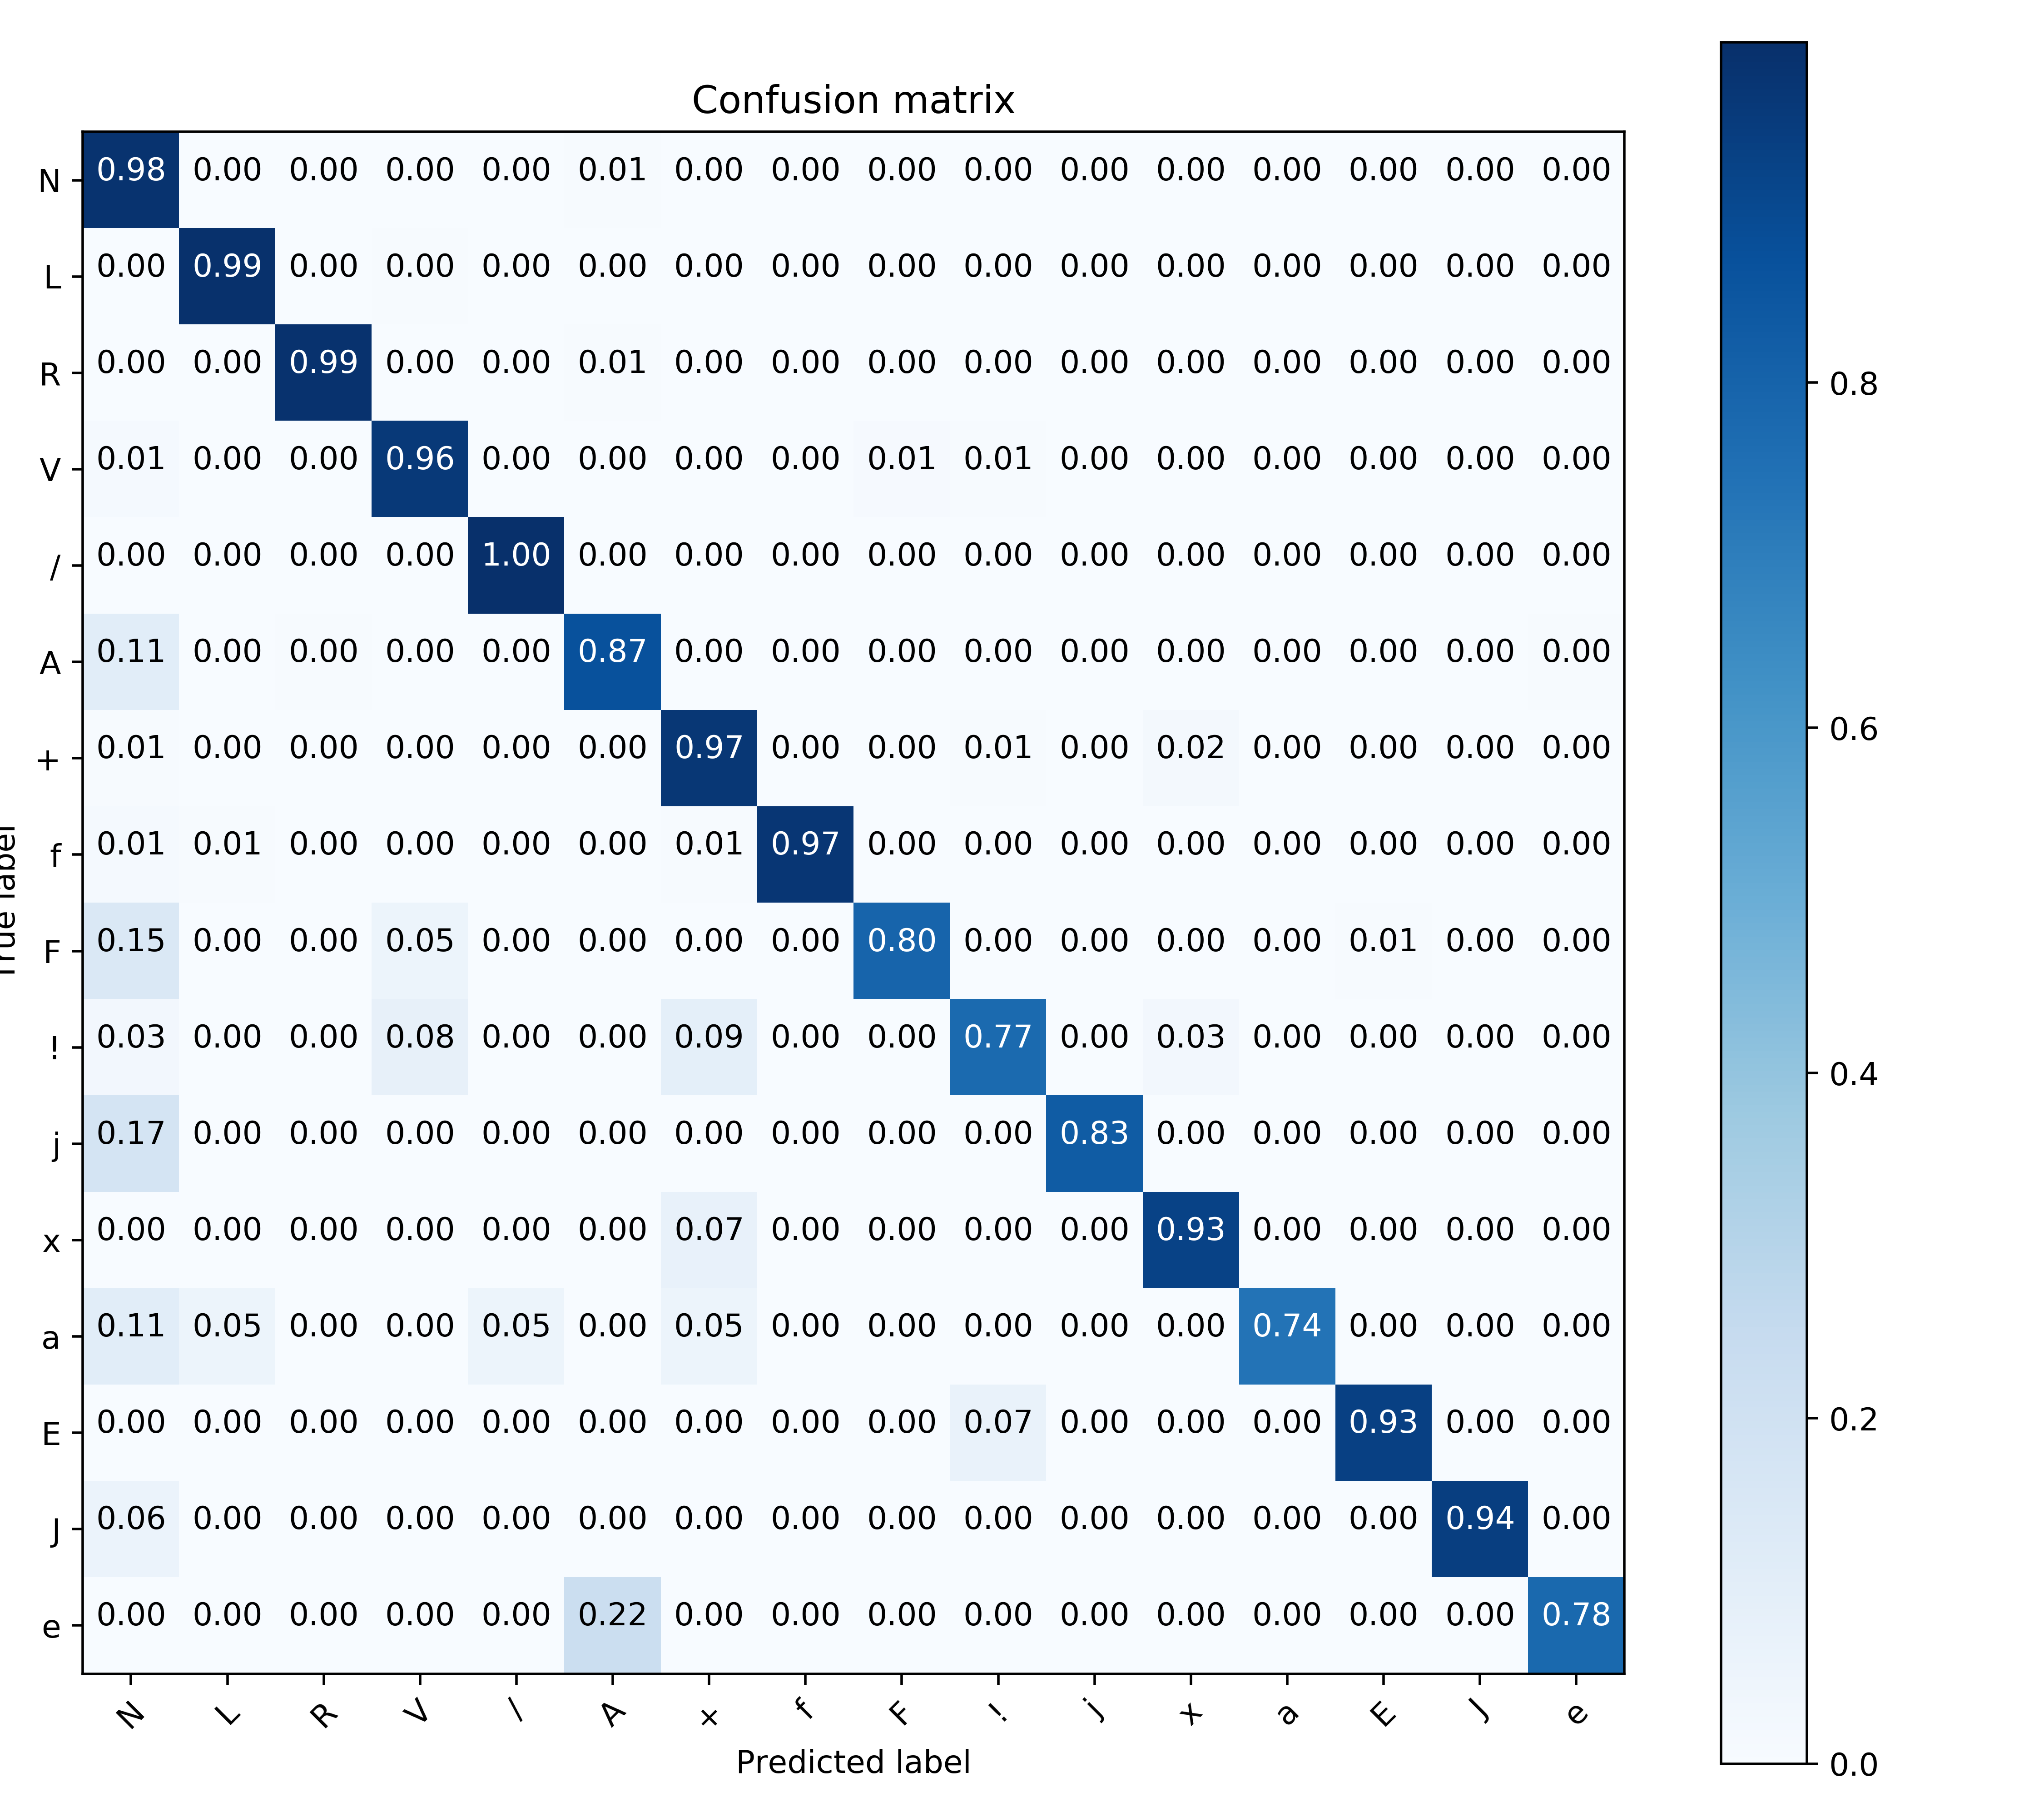 Confusion matrix
N 0.98 0.00 0.00 0.00 0.00 0.01 0.00 0.00 0.00 0.00 0.00 0.00 0.00 0.00 0.00 0.00
L 0.00 0.99 0.00 0.00 0.00 0.00 0.00 0.00 0.00 0.00 0.00 0.00 0.00 0.00 0.00 0.00
R 0.00 0.00 0.99 0.00 0.00 0.01 0.00 0.00 0.00 0.00 0.00 0.00 0.00 0.00 0.00 0.00
V 0.01 0.00 0.00 0.96 0.00 0.00 0.00 0.00 0.01 0.01 0.00 0.00 0.00 0.00 0.00 0.00
/ 0.00 0.00 0.00 0.00 1.00 0.00 0.00 0.00 0.00 0.00 0.00 0.00 0.00 0.00 0.00 0.00
A 0.11 0.00 0.00 0.00 0.00 0.87 0.00 0.00 0.00 0.00 0.00 0.00 0.00 0.00 0.00 0.00
+ 0.01 0.00 0.00 0.00 0.00 0.00 0.97 0.00 0.00 0.01 0.00 0.02 0.00 0.00 0.00 0.00
f 0.01 0.01 0.00 0.00 0.00 0.00 0.01 0.97 0.00 0.00 0.00 0.00 0.00 0.00 0.00 0.00
F 0.15 0.00 0.00 0.05 0.00 0.00 0.00 0.00 0.80 0.00 0.00 0.00 0.00 0.01 0.00 0.00
! 0.03 0.00 0.00 0.08 0.00 0.00 0.09 0.00 0.00 0.77 0.00 0.03 0.00 0.00 0.00 0.00
j 0.17 0.00 0.00 0.00 0.00 0.00 0.00 0.00 0.00 0.00 0.83 0.00 0.00 0.00 0.00 0.00
x 0.00 0.00 0.00 0.00 0.00 0.00 0.07 0.00 0.00 0.00 0.00 0.93 0.00 0.00 0.00 0.00
a 0.11 0.05 0.00 0.00 0.05 0.00 0.05 0.00 0.00 0.00 0.00 0.00 0.74 0.00 0.00 0.00
E 0.00 0.00 0.00 0.00 0.00 0.00 0.00 0.00 0.00 0.07 0.00 0.00 0.00 0.93 0.00 0.00
J 0.06 0.00 0.00 0.00 0.00 0.00 0.00 0.00 0.00 0.00 0.00 0.00 0.00 0.00 0.94 0.00
e 0.00 0.00 0.00 0.00 0.00 0.22 0.00 0.00 0.00 0.00 0.00 0.00 0.00 0.00 0.00 0.78
N L R V / A + f F ! j x a E J e
Predicted label
True label
0.8
0.6
0.4
0.2
0.0